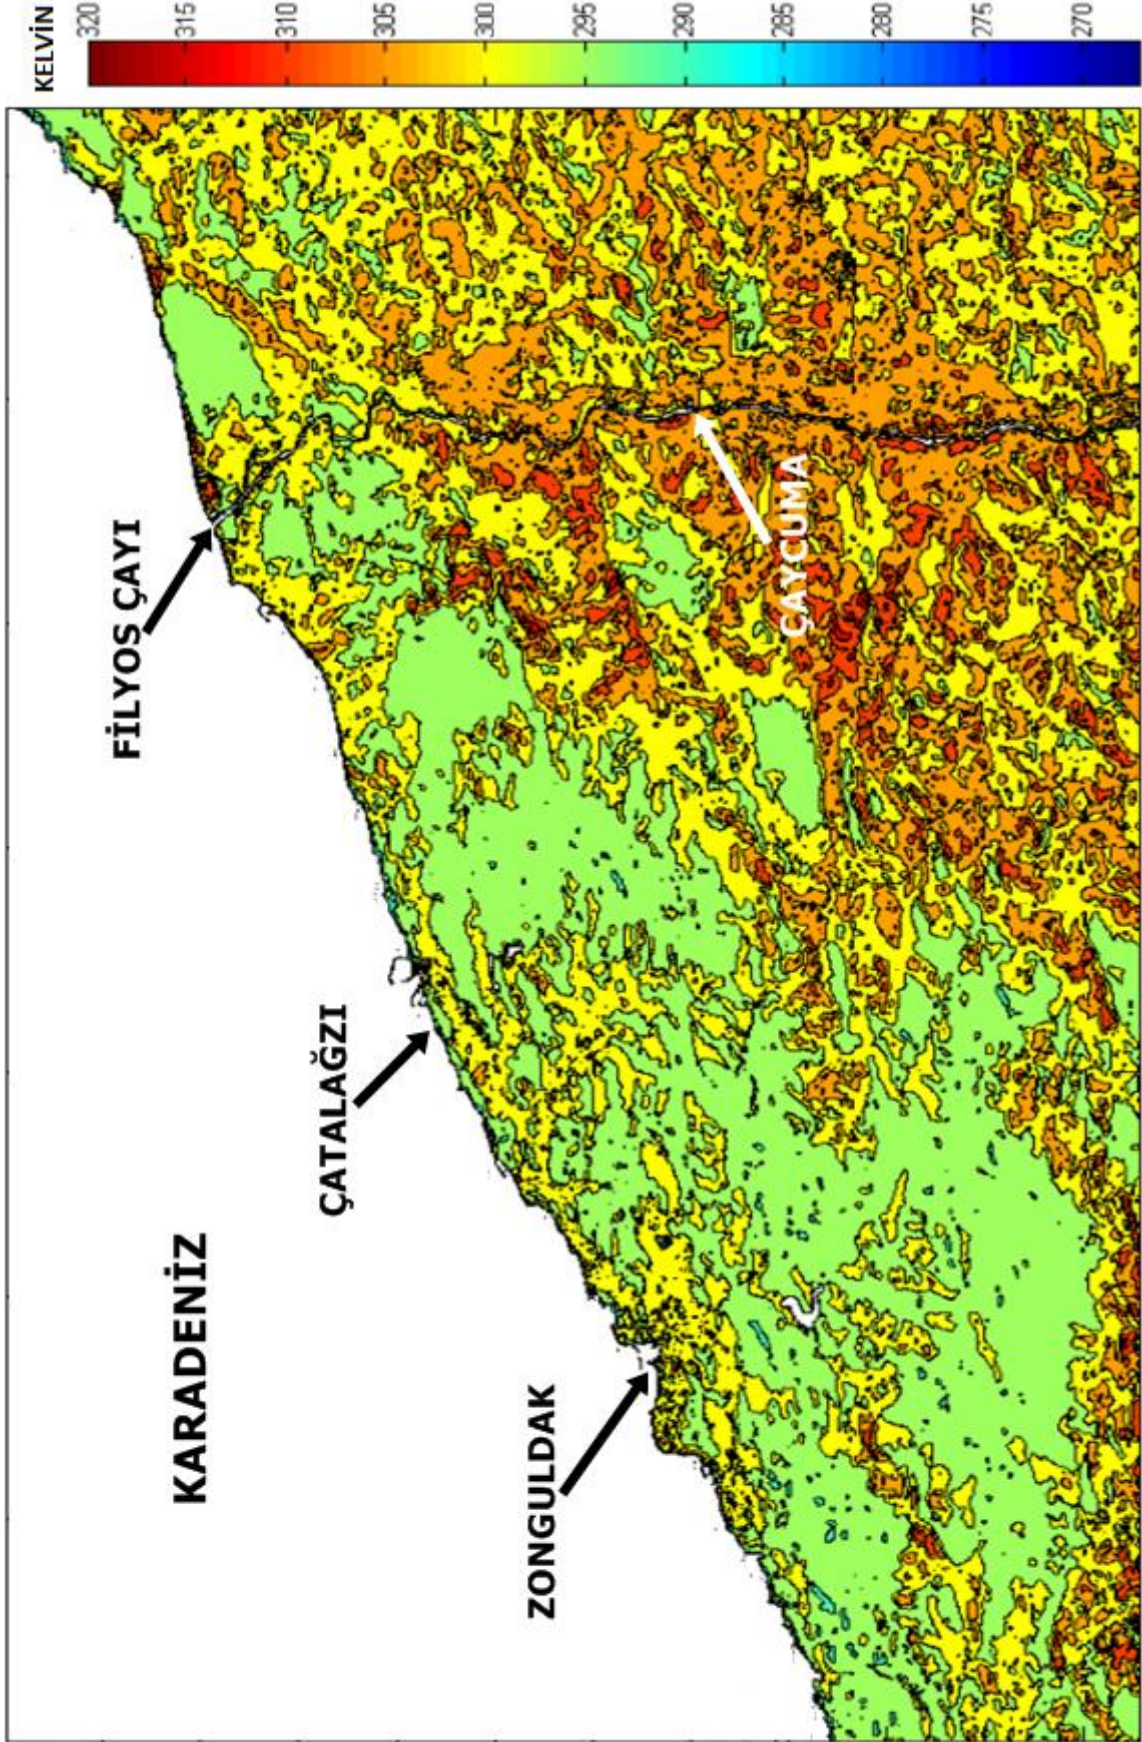 KELVİN
320
315
310
305
300
295
290
285
280
275
270
FİLYOS ÇAYI
ÇAYCUMA
ÇATALAĞZI
KARADENİZ
ZONGULDAK